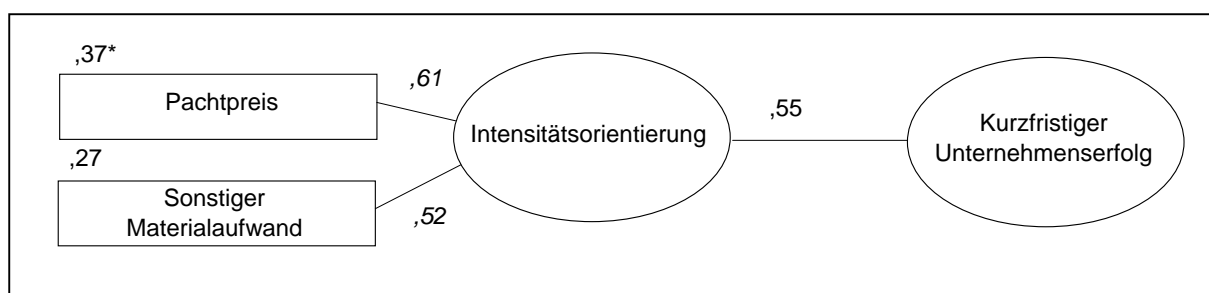 ,37*
Pachtpreis
,61
,27
Sonstiger
Materialaufwand
,52
Intensitätsorientierung
,55
Kurzfristiger
Unternehmenserfolg